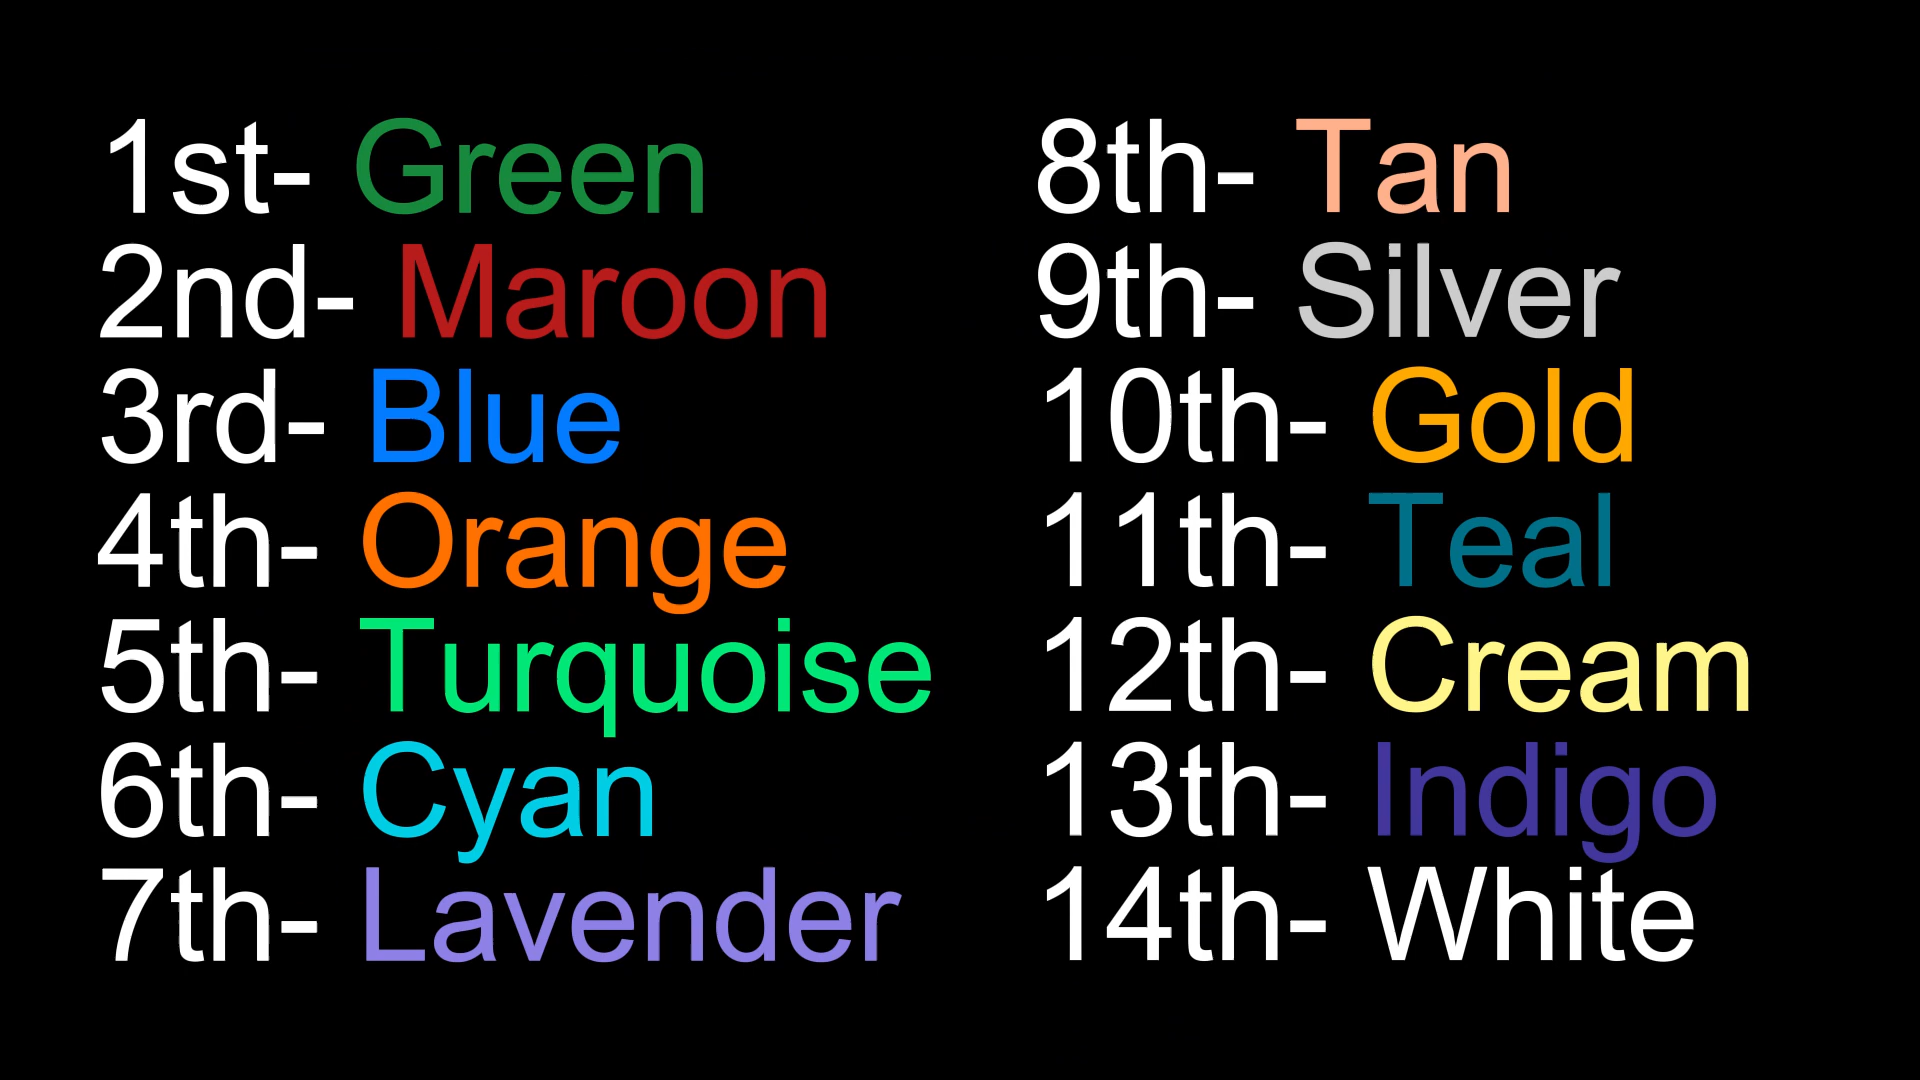 1st- Green
2nd- Maroon
3rd- Blue
4th- Orange
5th- Turquoise
6th- Cyan
7th- Lavender
8th- Tan
9th- Silver
10th- Gold
11th- Teal
12th- Cream
13th- Indigo
14th- White